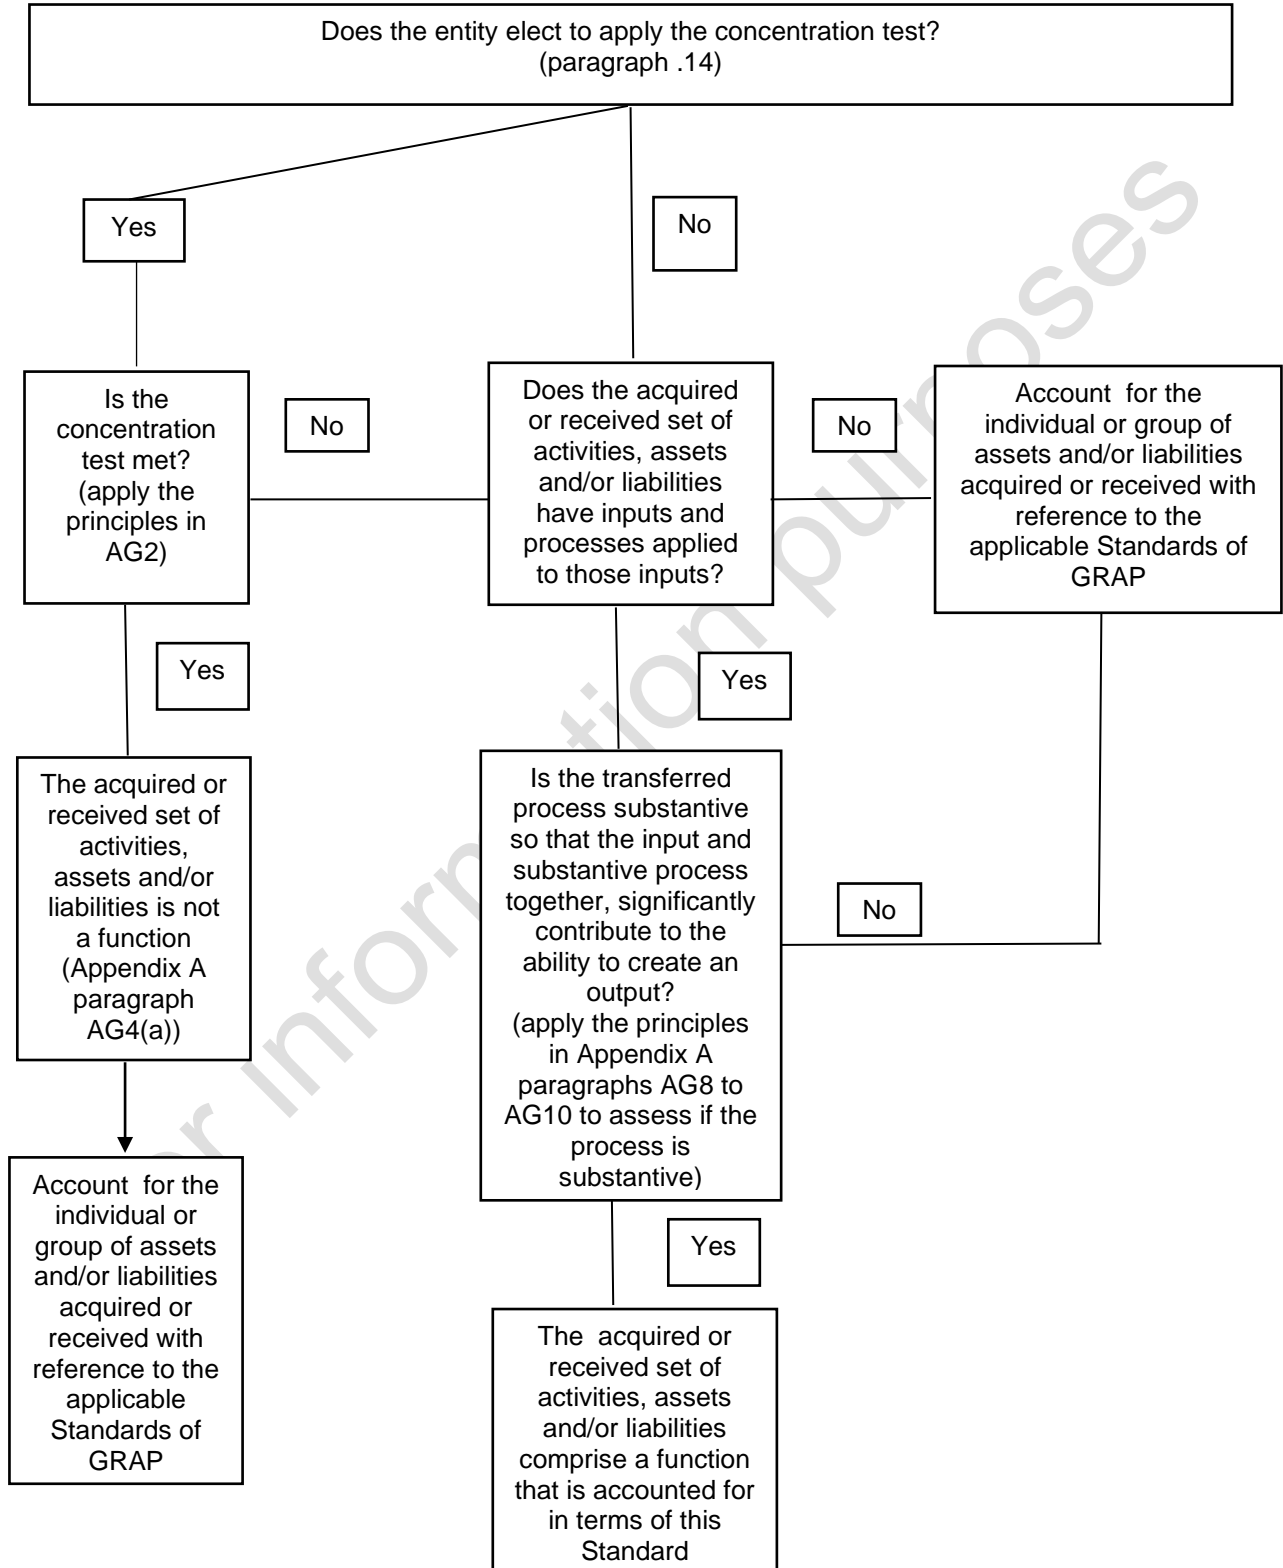 Does the entity elect to apply the concentration test?
(paragraph .14)
Yes
No
Is the
concentration
test met?
(apply the
principles in
AG2)
No
Does the acquired
or received set of
activities, assets
and/or liabilities
have inputs and
processes applied
to those inputs?
No
Account for the
individual or group of
assets and/or liabilities
acquired or received with
reference to the
applicable Standards of
GRAP
Yes
Yes
The acquired or
received set of
activities,
assets and/or
liabilities is not
a function
(Appendix A
paragraph
AG4(a))
Is the transferred
process substantive
so that the input and
substantive process
together, significantly
contribute to the
ability to create an
output?
(apply the principles
in Appendix A
paragraphs AG8 to
AG10 to assess if the
process is
substantive)
No
Account for the
individual or
group of assets
and/or liabilities
acquired or
received with
reference to the
applicable
Standards of
GRAP
Yes
The acquired or
received set of
activities, assets
and/or liabilities
comprise a function
that is accounted for
in terms of this
Standard
or information purposes